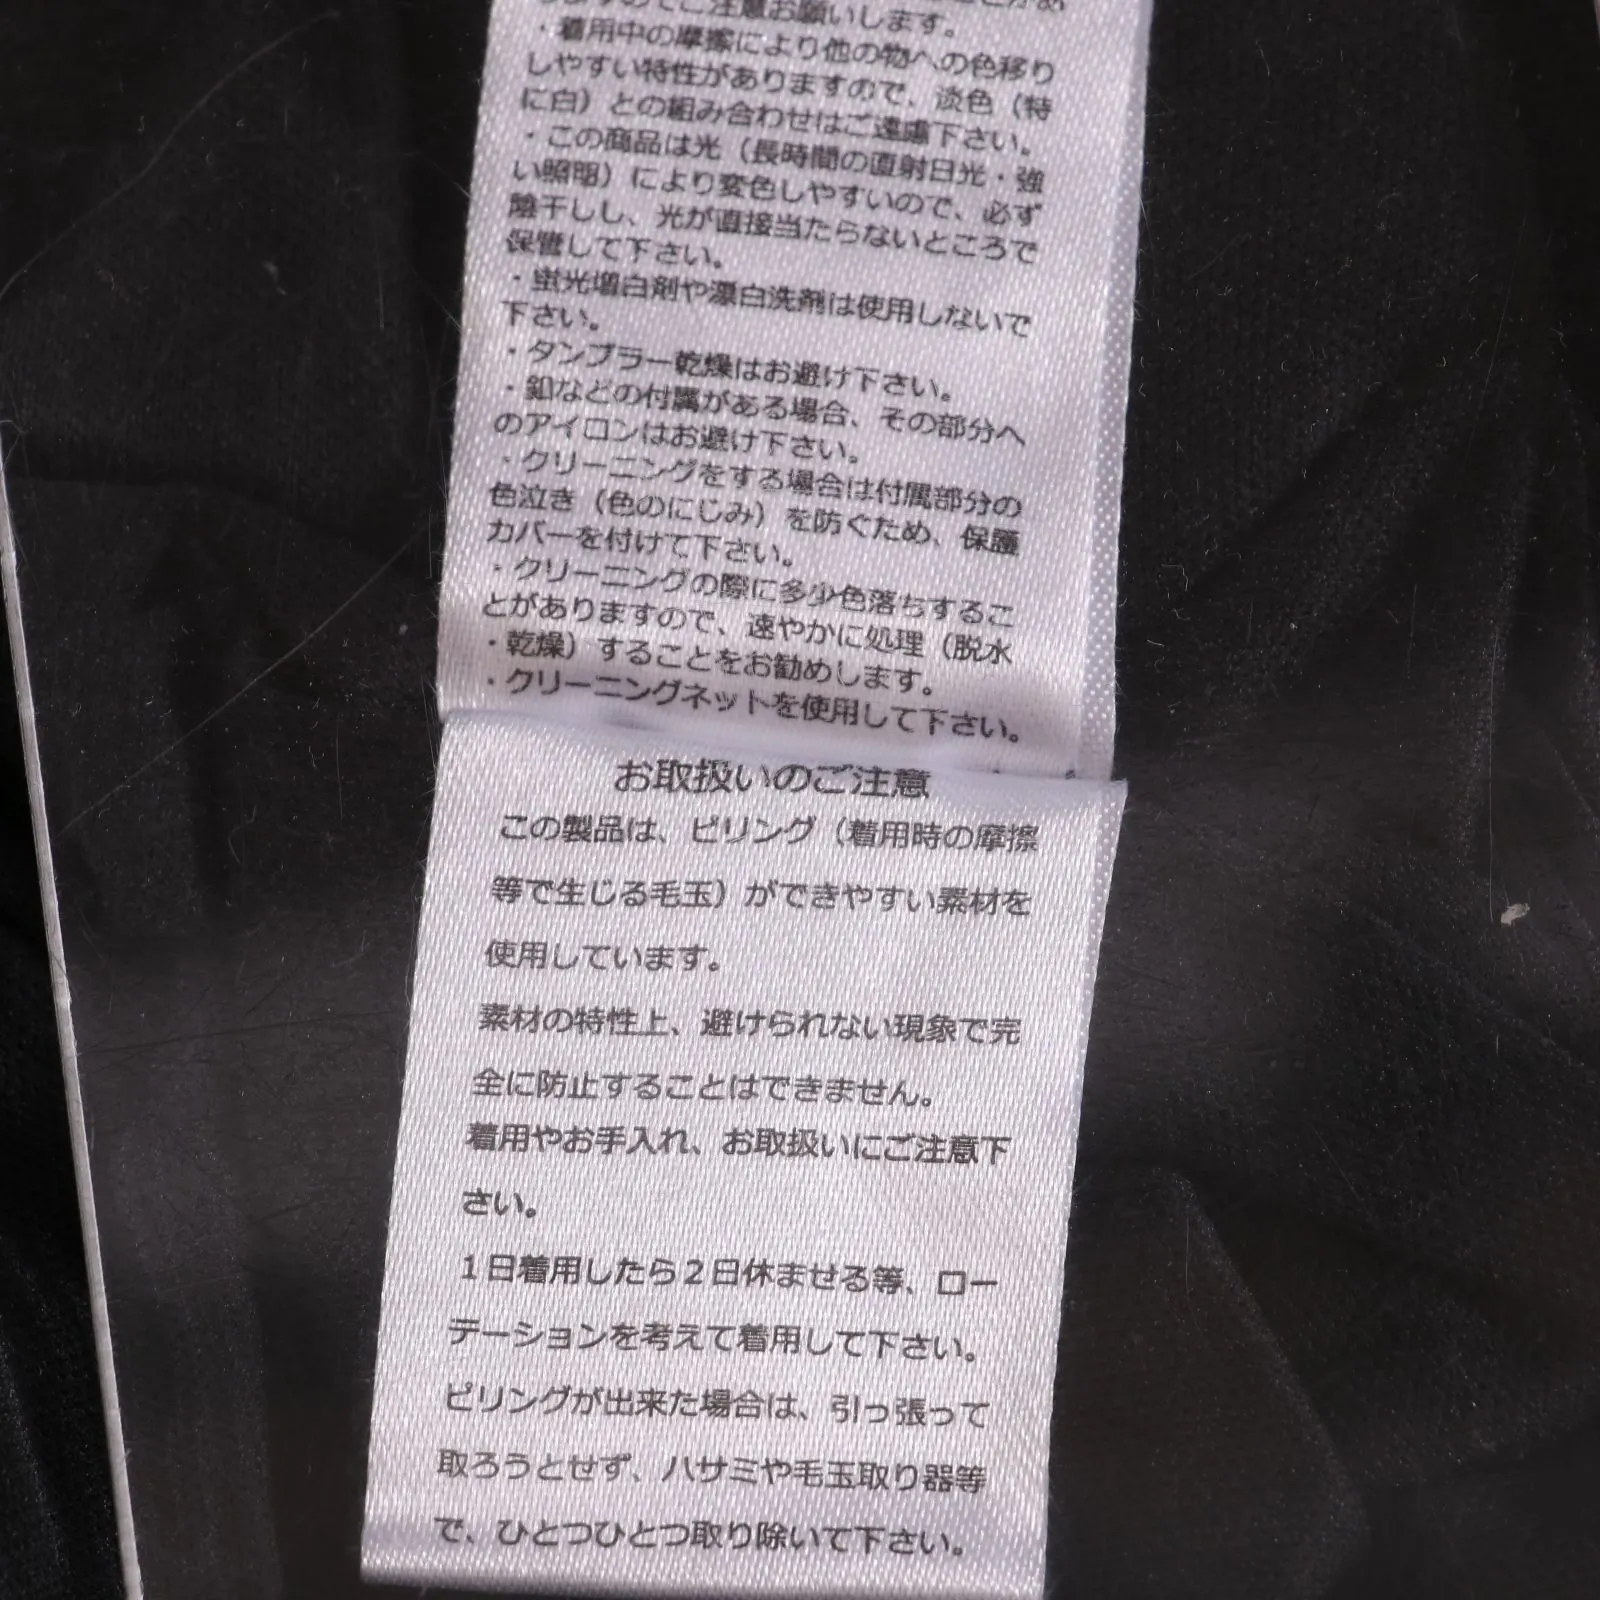 りますのでご注意お願いします。
・着用中の摩擦により他の物への色移り
しやすい特性がありますので、淡色（特
に白）との組み合わせはご遠慮下さい。
・この商品は光（長時間の直射日光・強
い照明）により変色しやすいので、必ず
陰干しし、光が直接当たらないところで
保管して下さい。
・蛍光増白剤や漂白洗剤は使用しないで
下さい。
・タンブラー乾燥はお避け下さい。
・釦などの付属がある場合、その部分へ
のアイロンはお避け下さい。
・クリーニングをする場合は付属部分の
色泣き（色のにじみ）を防ぐため、保護
カバーを付けて下さい。
・クリーニングの際に多少色落ちするこ
とがありますので、速やかに処理（脱水
・乾燥）することをお勧めします。
・クリーニングネットを使用して下さい。
お取扱いのご注意
この製品は、ピリング（着用時の摩擦
等で生じる毛玉）ができやすい素材を
使用しています。
素材の特性上、避けられない現象で完
全に防止することはできません。
着用やお手入れ、お取扱いにご注意下
さい。
１日着用したら２日休ませる等、ロー
テーションを考えて着用して下さい。
ピリングが出来た場合は、引っ張って
取ろうとせず、ハサミや毛玉取り器等
で、ひとつひとつ取り除いて下さい。